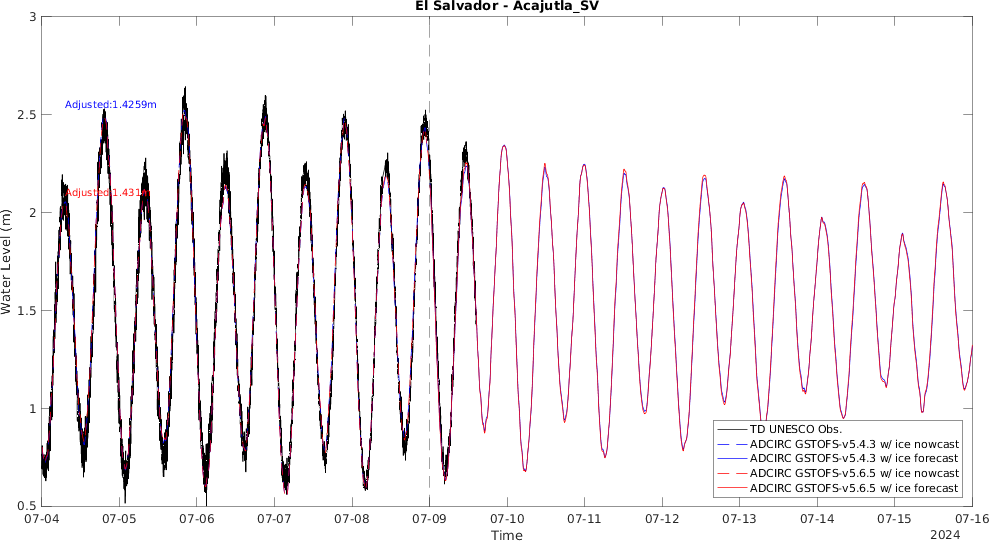 El Salvador - Acajutla_SV
Water Level (m)
3
2.5
2
1.5
1
0.5
Adjusted:1.4259m
Adjusted:1.431
TD UNESCO Obs.
ADCIRC GSTOFS-v5.4.3 w/ ice nowcast
ADCIRC GSTOFS-v5.4.3 w/ ice forecast
ADCIRC GSTOFS-v5.6.5 w/ ice nowcast
ADCIRC GSTOFS-v5.6.5 w/ ice forecast
07-04 07-05 07-06 07-07 07-08 07-09 07-10 07-11 07-12 07-13 07-14 07-15 07-16
Time
2024